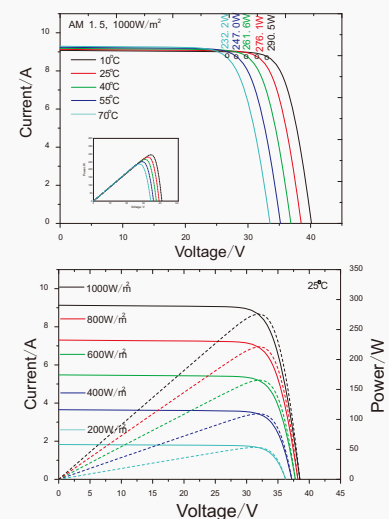 AM 1.5, 1000W/m²
232.2W
247.0W
261.6W
276.1W
290.5W
10℃
25℃
40℃
55℃
70℃
Current/A
10
8
6
4
2
0
0
10
20
30
40
Voltage/V
1000W/m²
800W/m²
600W/m²
400W/m²
200W/m²
25℃
Current/A
10
8
6
4
2
0
0
5
10
15
20
25
30
35
40
45
Voltage/V
350
300
250
200
150
100
50
0
Power/W